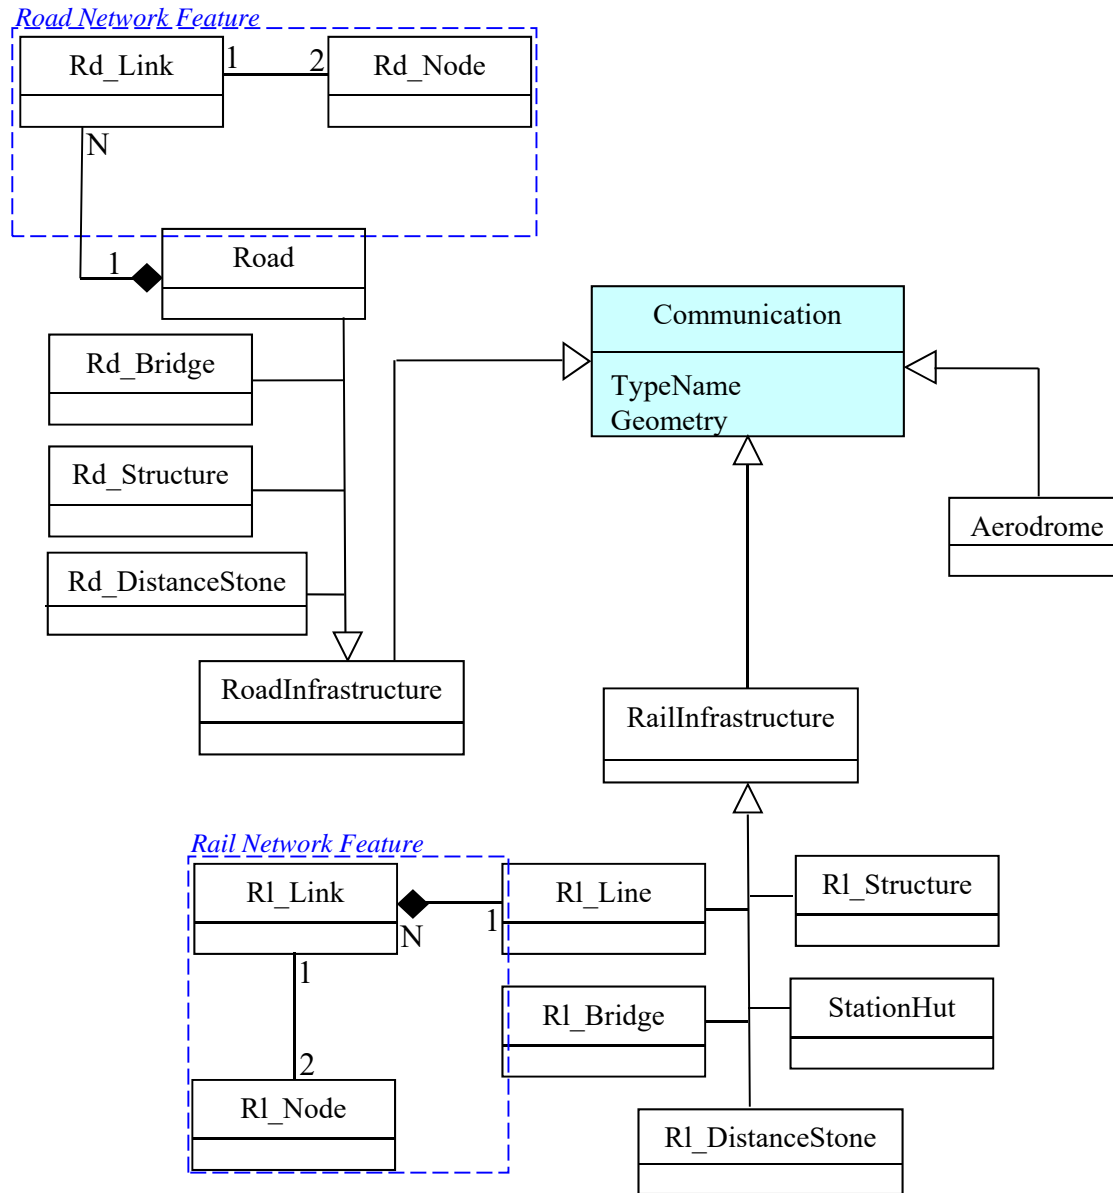 Road Network Feature
Rd_Link
1
2
Rd_Node
N
1
Road
Rd_Bridge
Rd_Structure
Rd_DistanceStone
RoadInfrastructure
Communication
TypeName
Geometry
Aerodrome
RailInfrastructure
Rail Network Feature
Rl_Link
N
1
Rl_Line
Rl_Structure
1
2
Rl_Node
Rl_Bridge
StationHut
Rl_DistanceStone